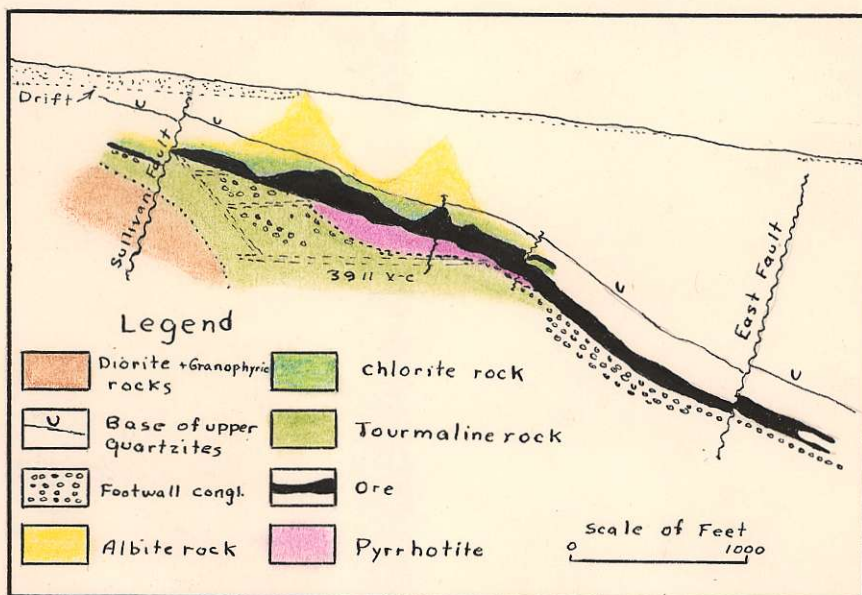 Drift
U
U
Sullivan Fault
3911 X-C
U
East Fault
U
Legend
Diorite + Granophyric
rocks
U
Base of upper
quartzites
Footwall congl.
Albite rock
Chlorite rock
Tourmaline rock
Ore
Pyrrhotite
Scale of Feet
0 1000